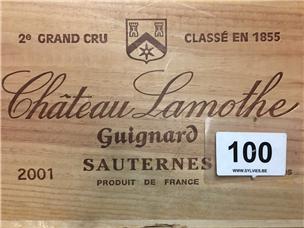 2e GRAND CRU CLASSÉ EN 1855
Château Lamothe
Guignard
2001 SAUTERNES
PRODUIT DE FRANCE
100
WWW.SYLVIES.BE